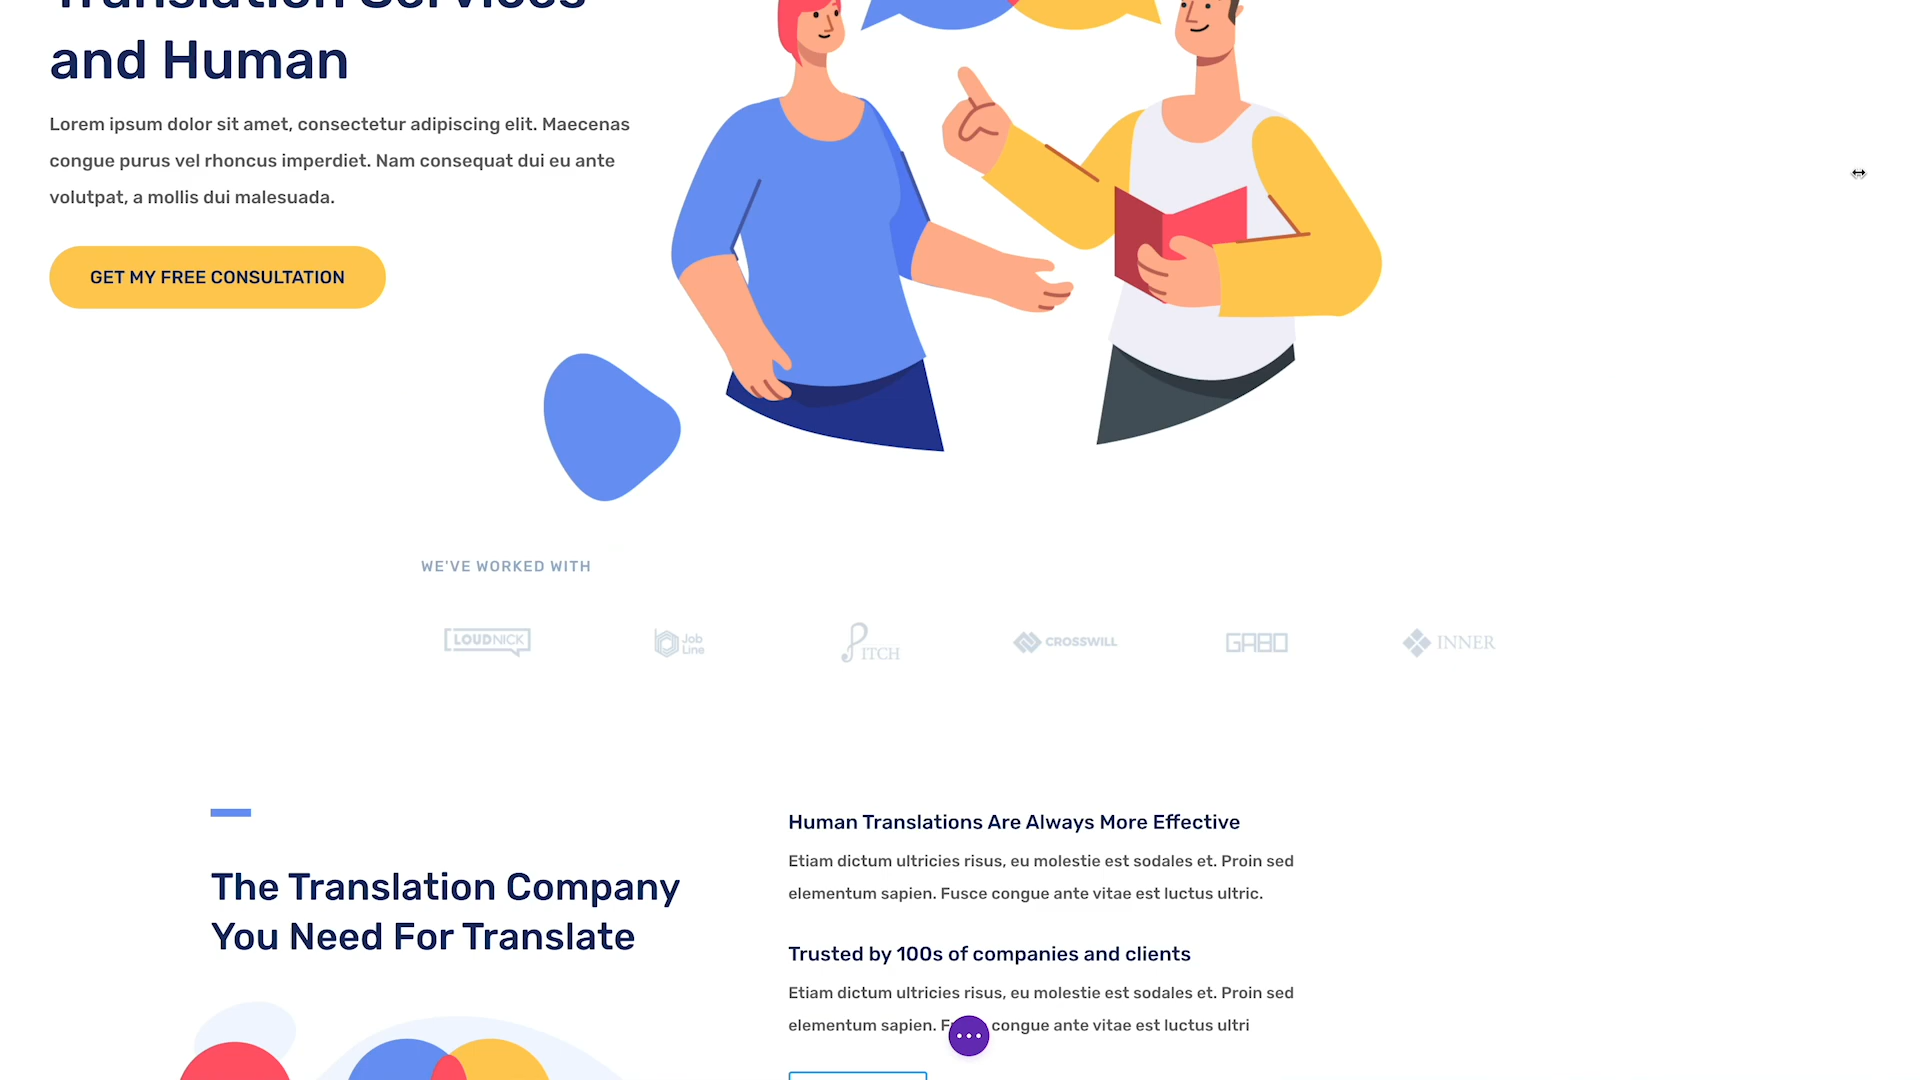 Translation Services
and Human
Lorem ipsum dolor sit amet, consectetur adipiscing elit. Maecenas
congue purus vel rhoncus imperdiet. Nam consequat dui eu ante
volutpat, a mollis dui malesuada.
GET MY FREE CONSULTATION
WE'VE WORKED WITH
LOUDNICK
Job
Line
PITCH
CROSSWILL
GABO
INNER
The Translation Company
You Need For Translate
Human Translations Are Always More Effective
Etiam dictum ultricies risus, eu molestie est sodales et. Proin sed
elementum sapien. Fusce congue ante vitae est luctus ultric.
Trusted by 100s of companies and clients
Etiam dictum ultricies risus, eu molestie est sodales et. Proin sed
elementum sapien. congue ante vitae est luctus ultri